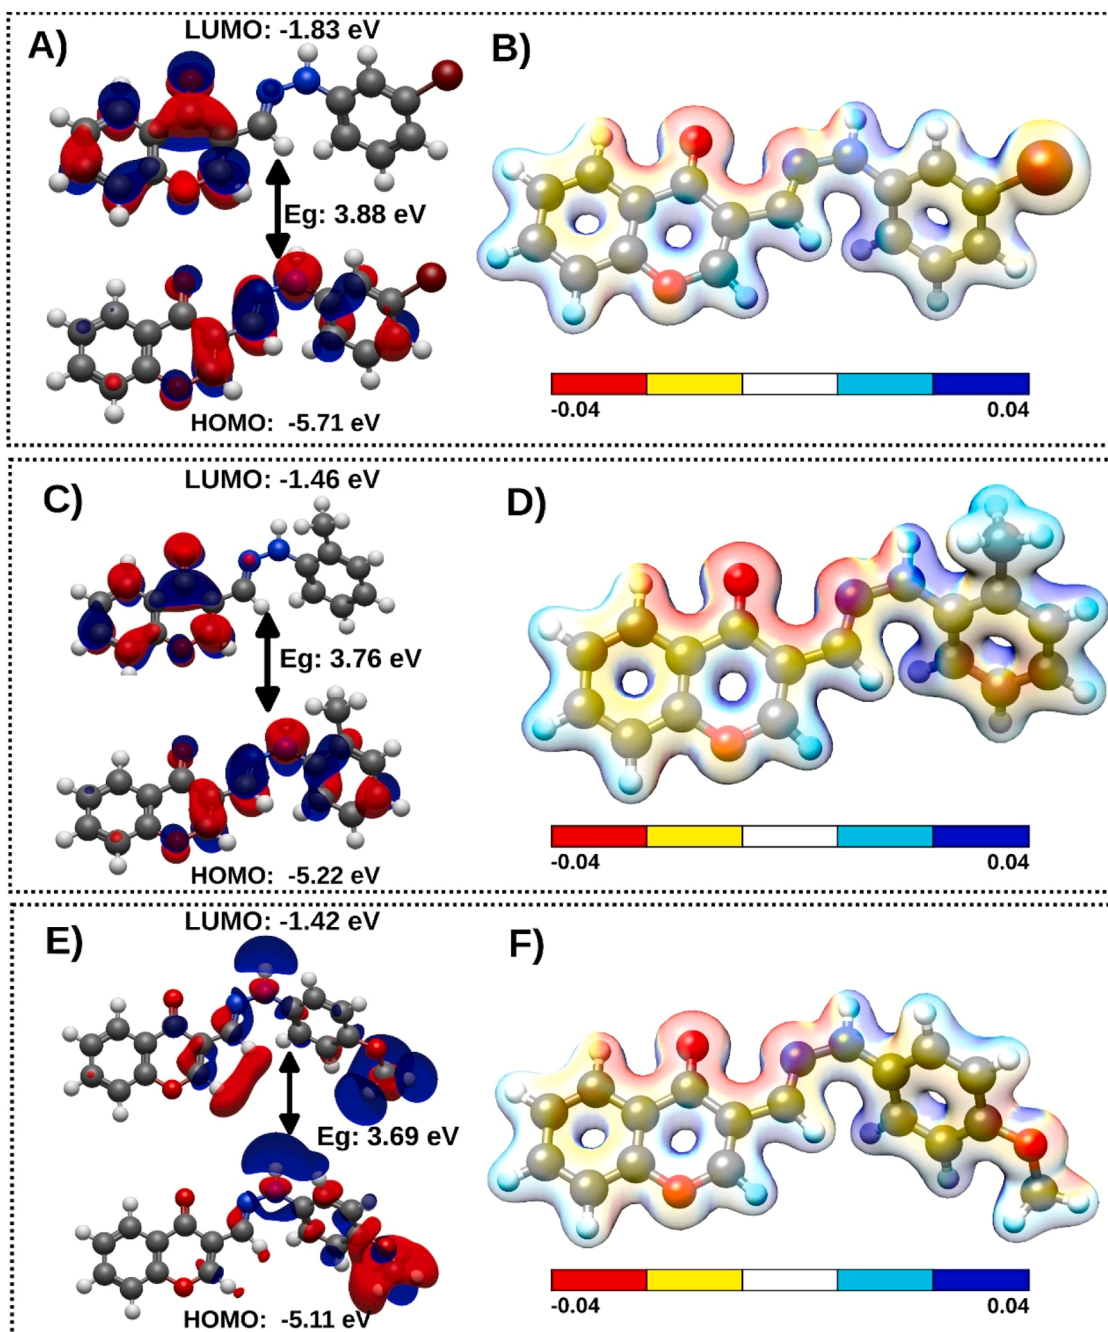 A)
LUMO: -1.83 eV
Eg: 3.88 eV
HOMO: -5.71 eV
B)
-0.04 0.04
C)
LUMO: -1.46 eV
Eg: 3.76 eV
HOMO: -5.22 eV
D)
-0.04 0.04
E)
LUMO: -1.42 eV
Eg: 3.69 eV
HOMO: -5.11 eV
F)
-0.04 0.04